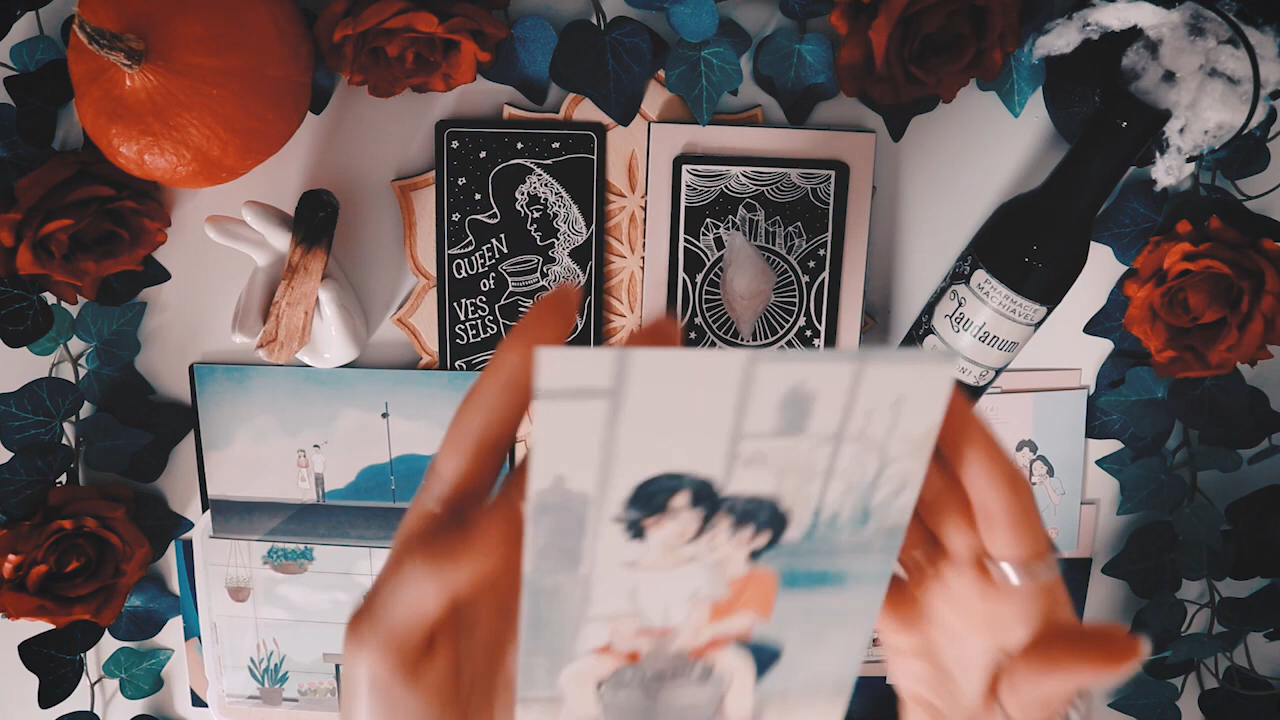 QUEEN
of
VES
SELS
PHARMACIE
MACHIAVEL
Laudanum